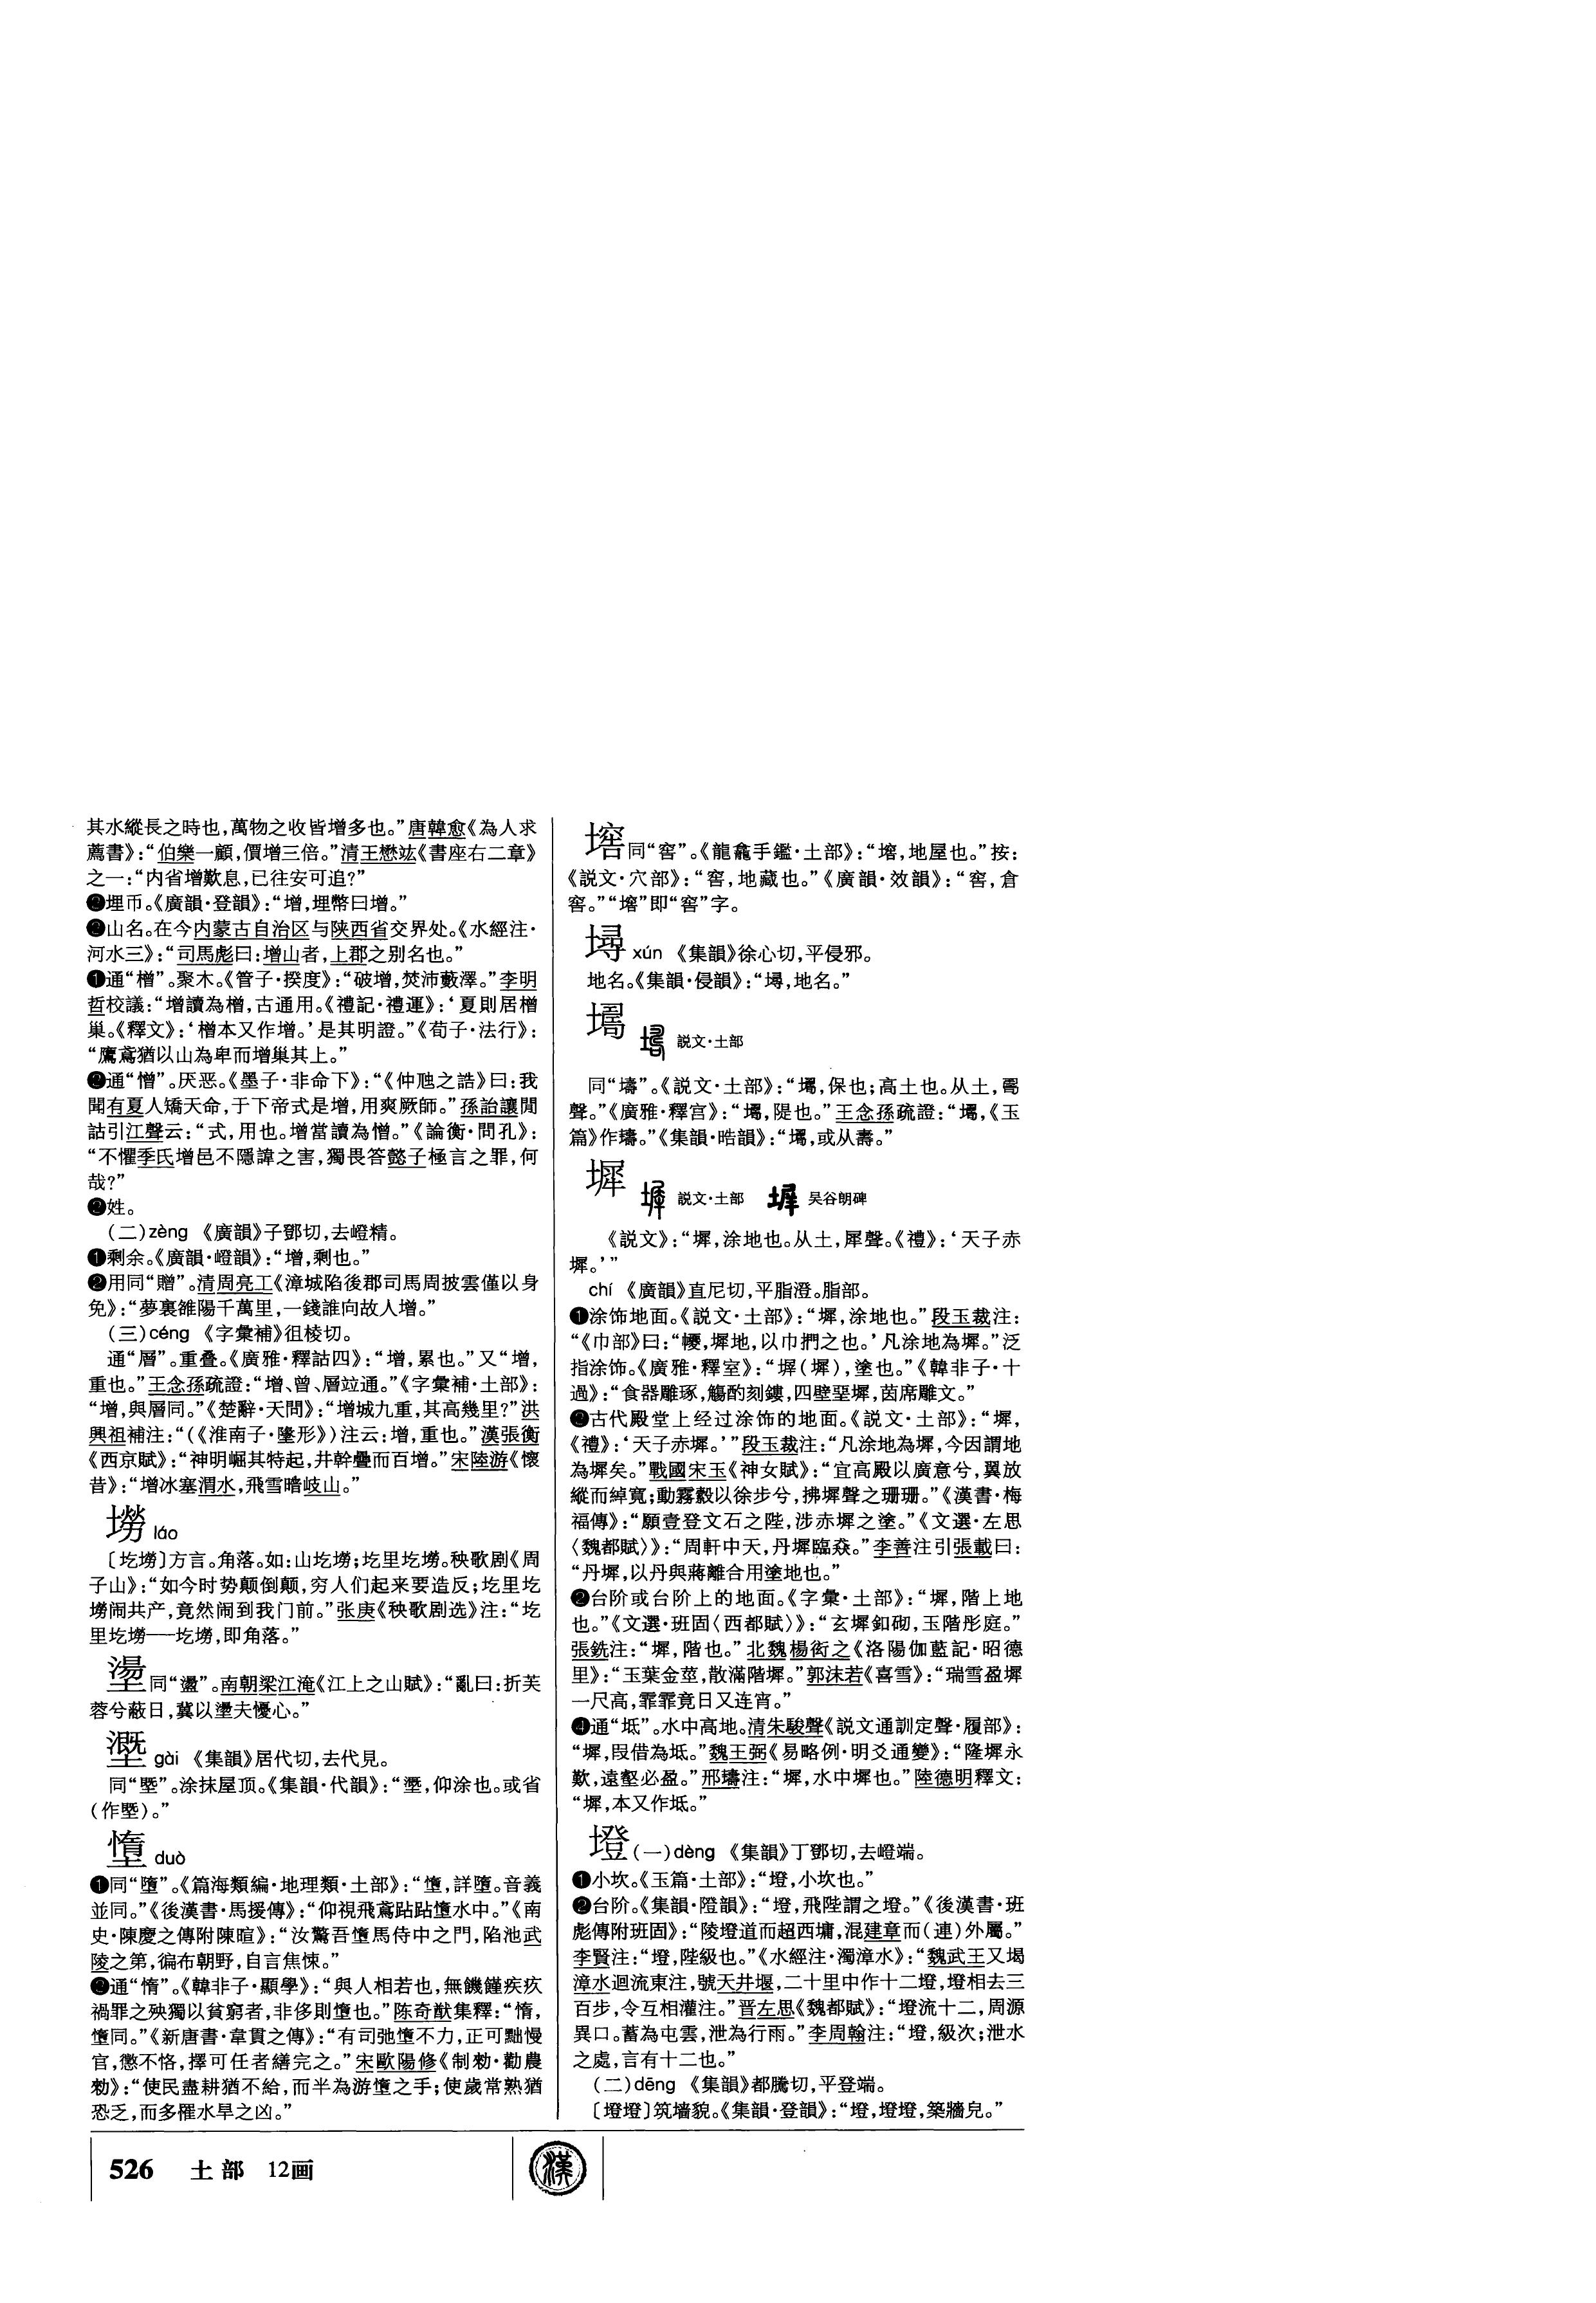 其水縱長之時也,萬物之收皆增多也。”唐韓愈《為人求
薦書》:“伯樂一顧,價增三倍。”清王懋竑《書座右二章》
之一:“内省增歎息,已往安可追?”
❸埋币。《廣韻·登韻》:“增,埋幣曰增。”
山名。在今内蒙古自治区与陕西省交界处。《水經注·
河水三》:“司馬彪曰:增山者,上郡之别名也。”
❶通“橧”。聚木。《管子·揆度》:“破增,焚沛藪澤。”李明
哲校議:“增讀為橧,古通用。《禮記·禮運》:‘夏則居橧
巢。《釋文》:‘橧本又作增。’是其明證。”《荀子·法行》:
“鷹鳶猶以山為卑而增巢其上。”
❷通“憎”。厌恶。《墨子·非命下》:“《仲虺之誥》曰:我
聞有夏人矯天命,于下帝式是增,用爽厥師。”孫詒讓閒
詁引江聲云:“式,用也。增當讀為憎。”《論衡·問孔》:
“不懼季氏增邑不隱諱之害,獨畏答懿子極言之罪,何
哉?”
姓。
(二)zèng 《廣韻》子鄧切,去嶝精。
❶剩余。《廣韻·嶝韻》:“增,剩也。”
❷用同“贈”。清周亮工《漳城陷後郡司馬周披雲僅以身
免》:“夢裏雒陽千萬里,一錢誰向故人增。”
(三)céng 《字彙補》徂棱切。
通“層”。重叠。《廣雅·釋詁四》:“增,累也。”又“增,
重也。”王念孫疏證:“增、曾、層竝通。”《字彙補·土部》:
“增,與層同。”《楚辭·天問》:“增城九重,其高幾里?”洪
興祖補注:“(《淮南子·墬形》)注云:增,重也。”漢張衡
《西京賦》:“神明崛其特起,井幹疊而百增。”宋陸游《懷
昔》:“增冰塞渭水,飛雪暗岐山。”
塝 láo
〔圪塝〕方言。角落。如:山圪塝;圪里圪塝。秧歌剧《周
子山》:“如今时势颠倒颠,穷人们起来要造反;圪里圪
塝闹共产,竟然闹到我门前。”张庚《秧歌剧选》注:“圪
里圪塝——圪塝,即角落。”
璗同“盪”。南朝梁江淹《江上之山賦》:“亂曰:折芙
蓉兮蔽日,冀以盪夫憂心。”
gài 《集韻》居代切,去代見。
同“塈”。涂抹屋顶。《集韻·代韻》:“,仰涂也。或省
(作塈)。”
墯 duò
❶同“墮”。《篇海類編·地理類·土部》:“墯,詳墮。音義
並同。”《後漢書·馬援傳》:“仰視飛鳶跕跕墯水中。”《南
史·陳慶之傳附陳暄》:“汝驚吾墯馬侍中之門,陷池武
陵之第,徧布朝野,自言焦悚。”
❷通“惰”。《韓非子·顯學》:“與人相若也,無饑饉疾疚
禍罪之殃獨以貧窮者,非侈則墯也。”陈奇猷集釋:“惰,
墯同。”《新唐書·韋貫之傳》:“有司弛墯不力,正可黜慢
官,懲不恪,擇可任者繕完之。”宋歐陽修《制勑·勸農
勑》:“使民盡耕猶不給,而半為游墯之手;使歲常熟猶
恐乏,而多罹水旱之凶。”
同“窖”。《龍龕手鑑·土部》:“,地屋也。”按:
《説文·穴部》:“窖,地藏也。”《廣韻·效韻》:“窖,倉
窖。”“”即“窖”字。
xún 《集韻》徐心切,平侵邪。
地名。《集韻·侵韻》:“,地名。”
説文·土部
同“壔”。《説文·土部》:“,保也;高土也。从土,
聲。”《廣雅·釋宫》:“,隄也。”王念孫疏證:“,《玉
篇》作壔。”《集韻·晧韻》:“,或从壽。”
墀 説文·土部 吴谷朗碑
《説文》:“墀,涂地也。从土,犀聲。《禮》:‘天子赤
墀。’”
chí 《廣韻》直尼切,平脂澄。脂部。
❶涂饰地面。《説文·土部》:“墀,涂地也。”段玉裁注:
“《巾部》曰:“㡓,墀地,以巾捫之也。’凡涂地為墀。”泛
指涂饰。《廣雅·釋室》:“墀(墀),塗也。”《韓非子·十
過》:“食器雕琢,觴酌刻鏤,四壁堊墀,茵席雕文。”
❷古代殿堂上经过涂饰的地面。《説文·土部》:“墀,
《禮》:‘天子赤墀。’”段玉裁注:“凡涂地為墀,今因謂地
為墀矣。”戰國宋玉《神女賦》:“宜高殿以廣意兮,翼放
縱而綽寬;動霧縠以徐步兮,拂墀聲之珊珊。”《漢書·梅
福傳》:“願壹登文石之陛,涉赤墀之塗。”《文選·左思
〈魏都賦〉》:“周軒中天,丹墀臨猋。”李善注引張載曰:
“丹墀,以丹與蔣離合用塗地也。”
台阶或台阶上的地面。《字彙·土部》:“墀,階上地
也。”《文選·班固〈西都賦〉》:“玄墀釦砌,玉階彤庭。”
張銑注:“墀,階也。”北魏楊衒之《洛陽伽藍記·昭德
里》:“玉葉金莖,散滿階墀。”郭沫若《喜雪》:“瑞雪盈墀
一尺高,霏霏竟日又连宵。”
❹通“坻”。水中高地。清朱駿聲《説文通訓定聲·履部》:
“墀,叚借為坻。”魏王弼《易略例·明爻通變》:“隆墀永
歎,遠壑必盈。”邢璹注:“墀,水中墀也。”陸德明釋文:
“墀,本又作坻。”
墱(一)dèng 《集韻》丁鄧切,去嶝端。
❶小坎。《玉篇·土部》:“墱,小坎也。”
❷台阶。《集韻·隥韻》:“墱,飛陛謂之墱。”《後漢書·班
彪傳附班固》:“陵墱道而超西墉,混建章而(連)外屬。”
李賢注:“墱,陛級也。”《水經注·濁漳水》:“魏武王又堨
漳水迴流東注,號天井堰,二十里中作十二墱,墱相去三
百步,令互相灌注。”晋左思《魏都賦》:“墱流十二,周源
異口。蓄為屯雲,泄為行雨。”李周翰注:“墱,級次;泄水
之處,言有十二也。”
(二)dēng 《集韻》都騰切,平登端。
〔墱墱〕筑墙貌。《集韻·登韻》:“墱,墱墱,築牆皃。”
526 土部 12画
漢